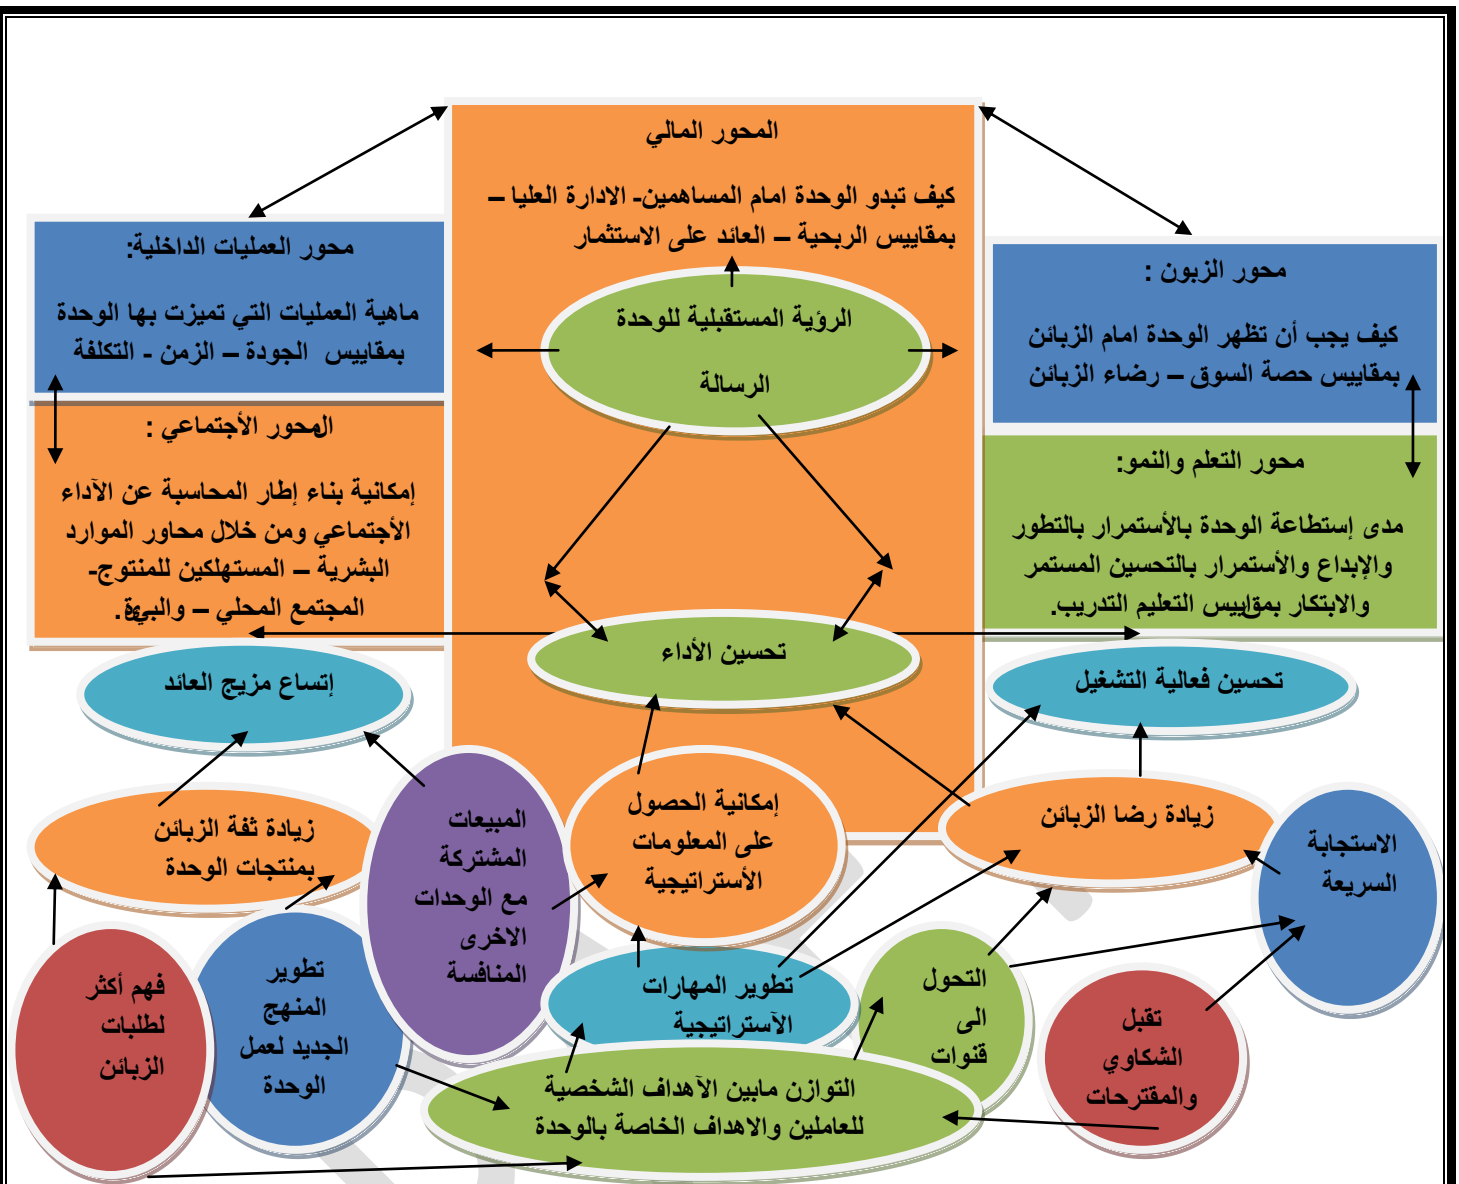 المحور المالي
كيف تبدو الوحدة امام المساهمين- الادارة العليا –
بمقاييس الربحية – العائد على الاستثمار
محور الزبون :
كيف يجب أن تظهر الوحدة امام الزبائن
بمقاييس حصة السوق – رضاء الزبائن
الرؤية المستقبلية للوحدة
الرسالة
محور العمليات الداخلية:
ماهية العمليات التي تميزت بها الوحدة
بمقاييس الجودة – الزمن - التكلفة
محور التعلم والنمو:
مدى إستطاعة الوحدة بالأستمرار بالتطور
والإبداع والأستمرار بالتحسين المستمر
والابتكار بمقاييس التعليم التدريب.
المحور الأجتماعي :
إمكانية بناء إطار المحاسبة عن الآداء
الأجتماعي ومن خلال محاور الموارد
البشرية – المستهلكين للمنتوج-
المجتمع المحلي – والبيئة.
تحسين فعالية التشغيل
تحسين الأداء
إتساع مزيج العائد
الاستجابة
السريعة
زيادة رضا الزبائن
إمكانية الحصول
على المعلومات
الأستراتيجية
المبيعات
المشتركة
مع الوحدات
الاخرى
المنافسة
زيادة ثقة الزبائن
بمنتجات الوحدة
تقبل
الشكاوي
والمقترحات
التحول
الى
قنوات
تطوير المهارات
الآستراتيجية
تطوير
المنهج
الجديد لعمل
الوحدة
فهم أكثر
لطلبات
الزبائن
التوازن مابين الآهداف الشخصية
للعاملين والاهداف الخاصة بالوحدة